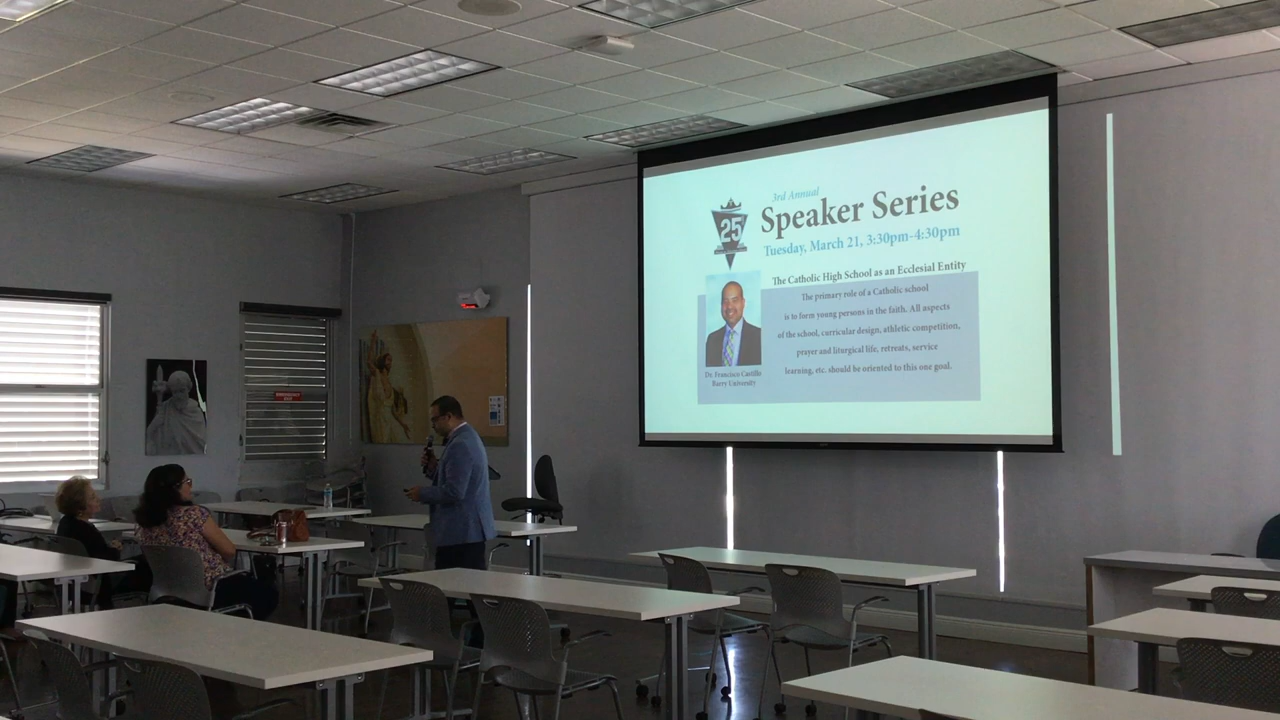 3rd Annual
Speaker Series
25
Tuesday, March 21, 3:30pm-4:30pm
The Catholic High School as an Ecclesial Entity
The primary role of a Catholic school
is to form young persons in the faith. All aspects
of the school, curricular design, athletic competition,
prayer and liturgical life, retreats, service
learning, etc. should be oriented to this one goal.
Dr. Francisco Castillo
Barry University